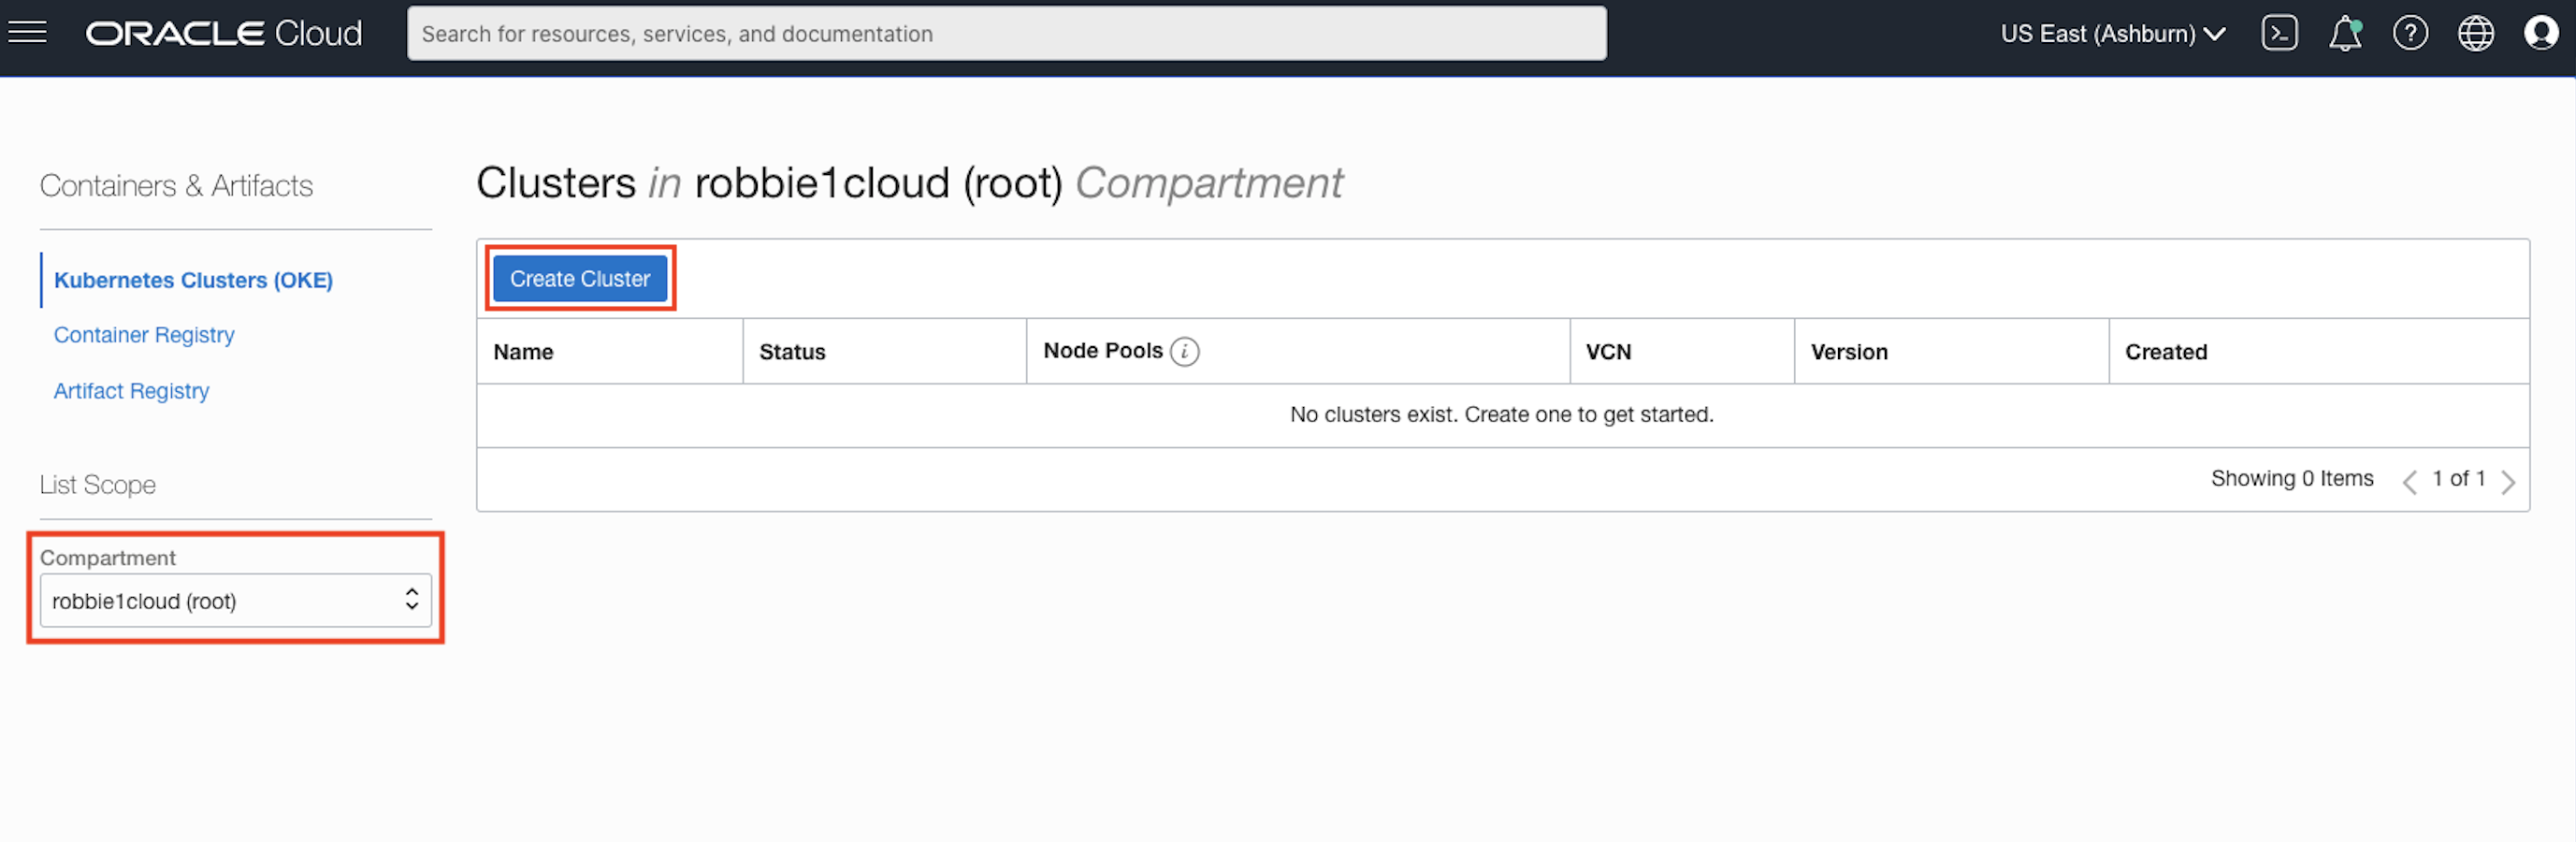 ORACLE Cloud
Search for resources, services, and documentation
US East (Ashburn)
Containers & Artifacts
Kubernetes Clusters (OKE)
Container Registry
Artifact Registry
List Scope
Compartment
robbie1cloud (root)
Clusters in robbie1cloud (root) Compartment
Create Cluster
Name Status Node Pools i VCN Version Created
No clusters exist. Create one to get started.
Showing 0 Items < 1 of 1 >